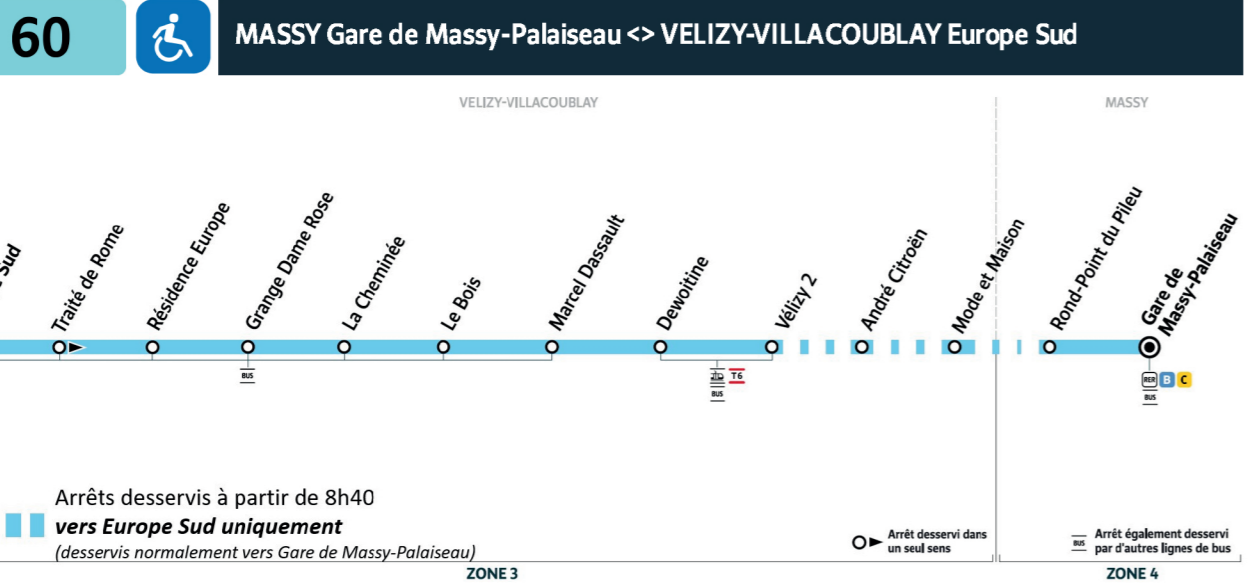 60
MASSY Gare de Massy-Palaiseau <> VELIZY-VILLACOUBLAY Europe Sud
VELIZY-VILLACOUBLAY
MASSY
Sud
Traité de Rome
Résidence Europe
Grange Dame Rose
La Cheminée
Le Bois
Marcel Dassault
Dewoitine
Vélizy 2
André Citroën
Mode et Maison
Rond-Point du Pileu
Gare de
Massy-Palaiseau
BUS
T6
BUS
RER B C
BUS
Arrêts desservis à partir de 8h40
vers Europe Sud uniquement
(desservis normalement vers Gare de Massy-Palaiseau)
Arrêt desservi dans
un seul sens
BUS
Arrêt également desservi
par d'autres lignes de bus
ZONE 3
ZONE 4